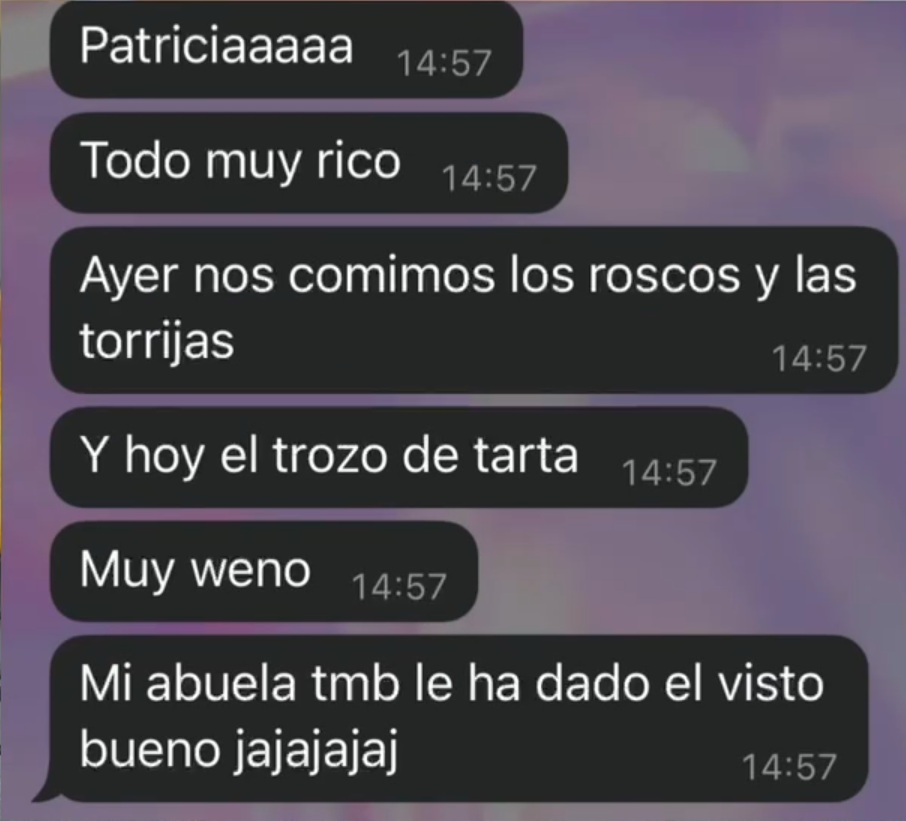 Patriciaaaaa 14:57
Todo muy rico 14:57
Ayer nos comimos los roscos y las
torrijas 14:57
Y hoy el trozo de tarta 14:57
Muy weno 14:57
Mi abuela tmb le ha dado el visto
bueno jajajajaj 14:57